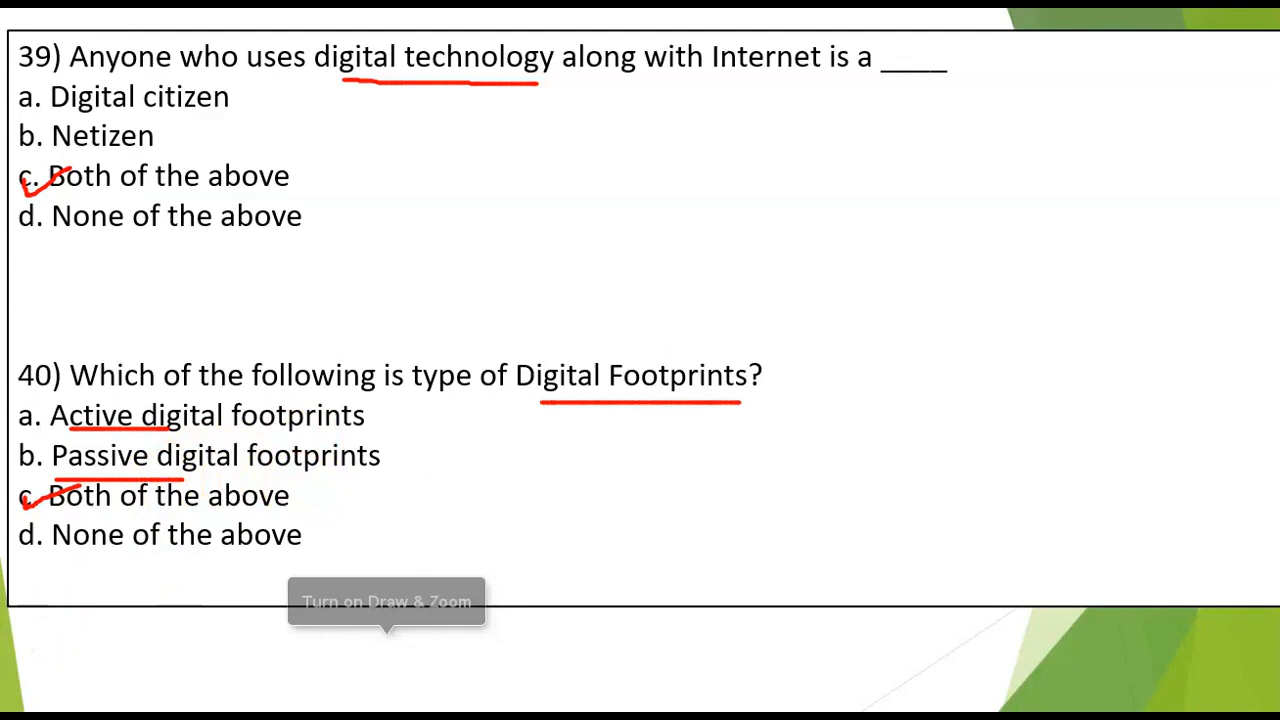 39) Anyone who uses digital technology along with Internet is a ____
a. Digital citizen
b. Netizen
c. Both of the above
d. None of the above
40) Which of the following is type of Digital Footprints?
a. Active digital footprints
b. Passive digital footprints
c. Both of the above
d. None of the above
Turn on Draw & Zoom